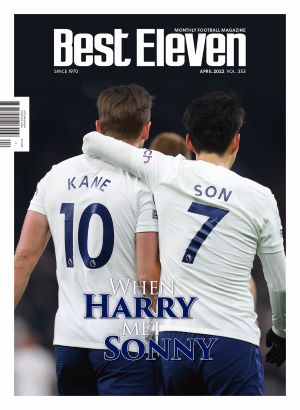 MONTHLY FOOTBALL MAGAZINE
Best Eleven
SINCE 1970
APRIL 2022 VOL. 353
KANE
10
SON
7
WHEN
HARRY
MET
SONNY